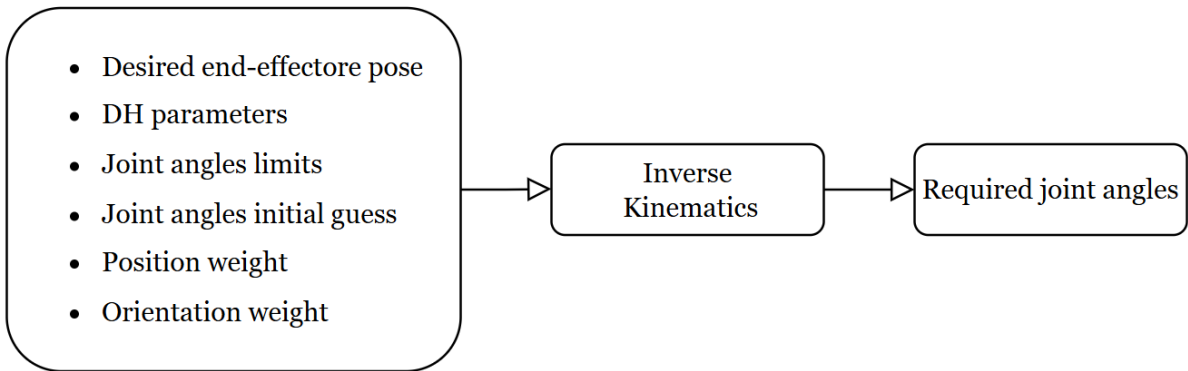 Desired end-effectore pose
DH parameters
Joint angles limits
Joint angles initial guess
Position weight
Orientation weight
Inverse
Kinematics
Required joint angles